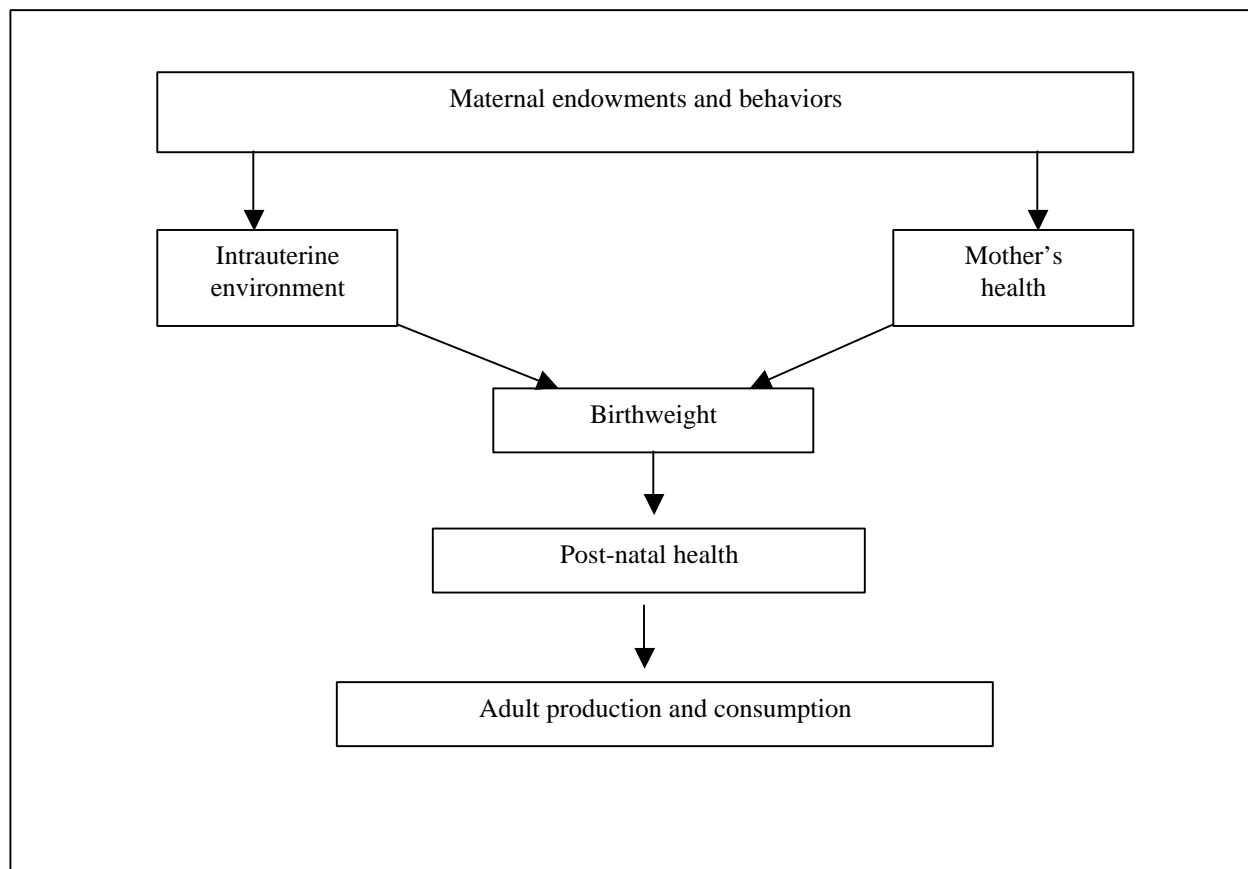 Maternal endowments and behaviors
Intrauterine
environment
Mother’s
health
Birthweight
Post-natal health
Adult production and consumption